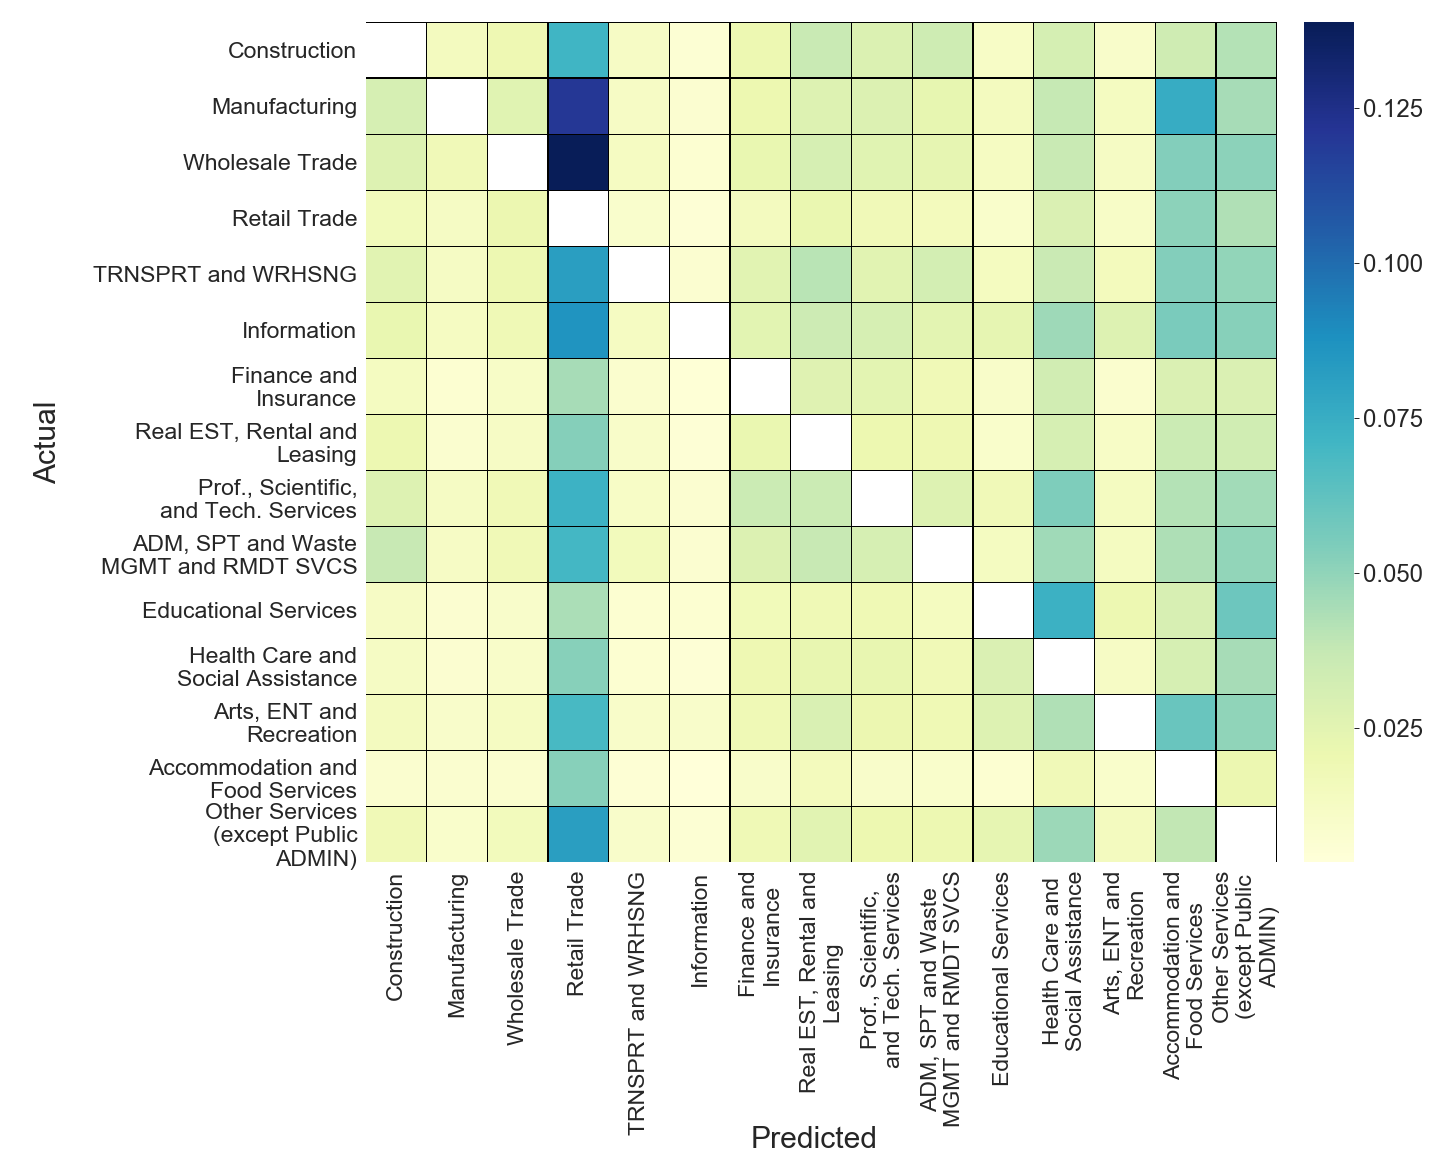 Construction
Manufacturing
Wholesale Trade
Retail Trade
TRNSPRT and WRHSNG
Information
Finance and
Insurance
Real EST, Rental and
Leasing
Prof., Scientific,
and Tech. Services
ADM, SPT and Waste
MGMT and RMDT SVCS
Educational Services
Health Care and
Social Assistance
Arts, ENT and
Recreation
Accommodation and
Food Services
Other Services
(except Public
ADMIN)
Actual
0.125
0.100
0.075
0.050
0.025
Construction
Manufacturing
Wholesale Trade
Retail Trade
TRNSPRT and WRHSNG
Information
Finance and
Insurance
Real EST, Rental and
Leasing
Prof., Scientific,
and Tech. Services
ADM, SPT and Waste
MGMT and RMDT SVCS
Educational Services
Health Care and
Social Assistance
Arts, ENT and
Recreation
Accommodation and
Food Services
Other Services
(except Public
ADMIN)
Predicted